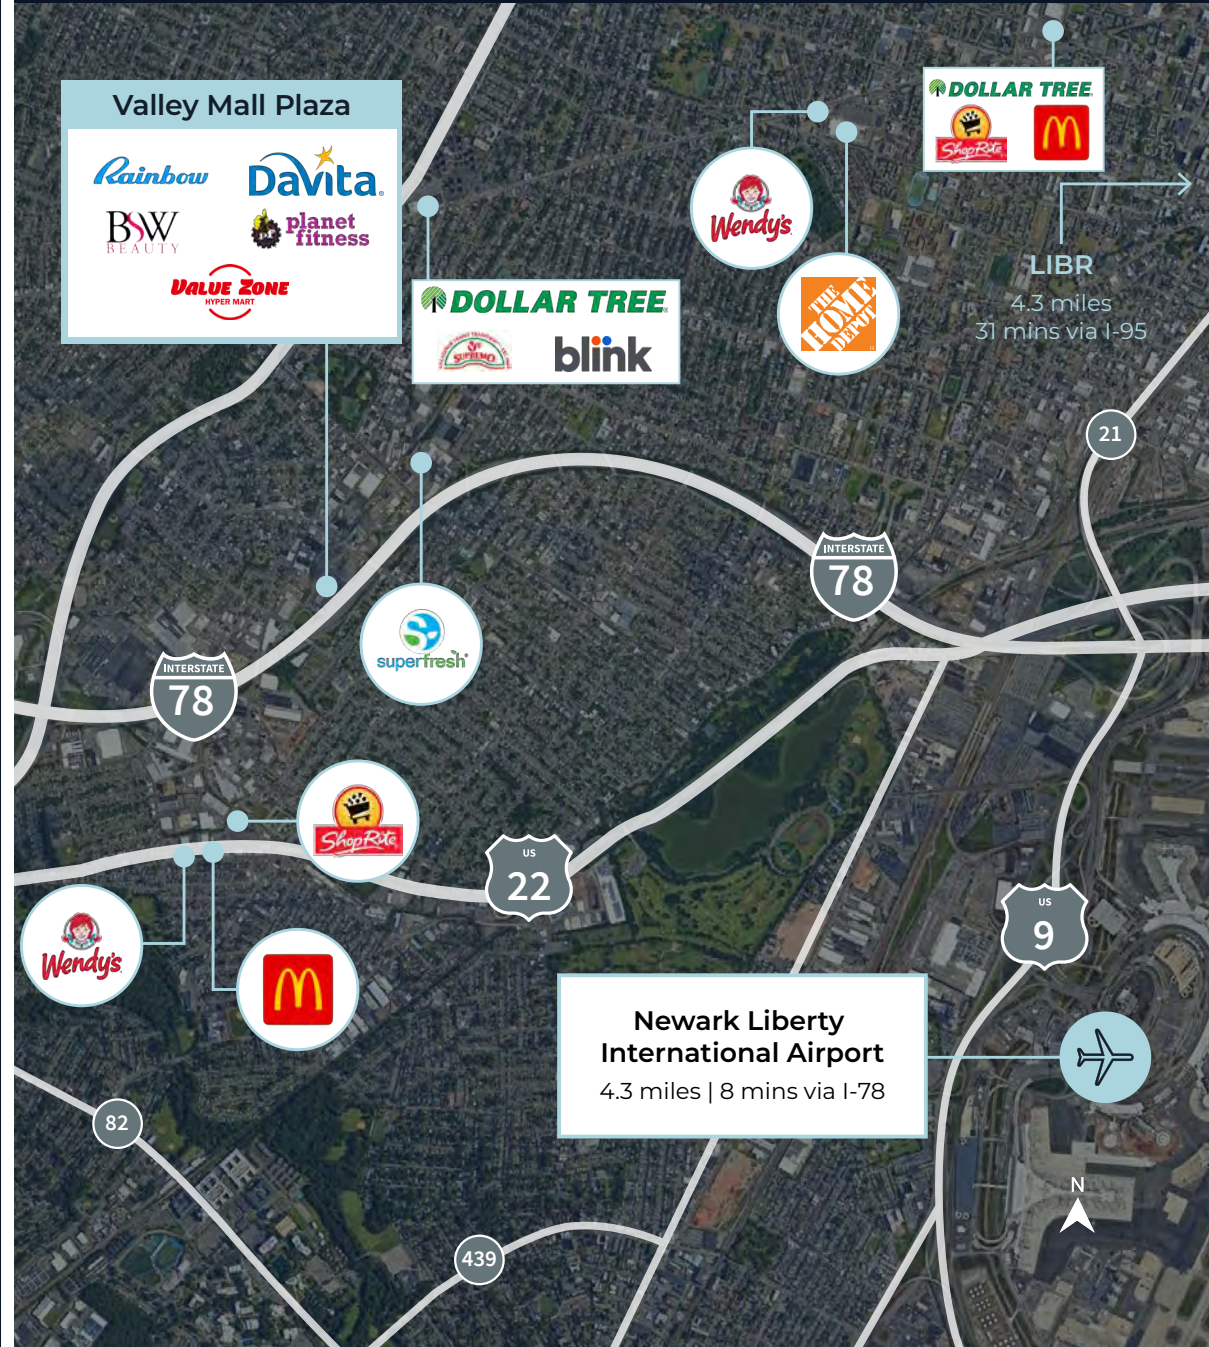 Valley Mall Plaza
Rainbow
DaVita
BSW
BEAUTY
planet
fitness
VALUE ZONE
HYPER MART
DOLLAR TREE
SUPREMO
blink
Wendy's
THE
HOME
DEPOT
DOLLAR TREE
ShopRite
LIBR
4.3 miles
31 mins via I-95
21
INTERSTATE
78
superfresh
INTERSTATE
78
ShopRite
US
22
Wendy's
US
9
Newark Liberty
International Airport
4.3 miles | 8 mins via I-78
82
439
N